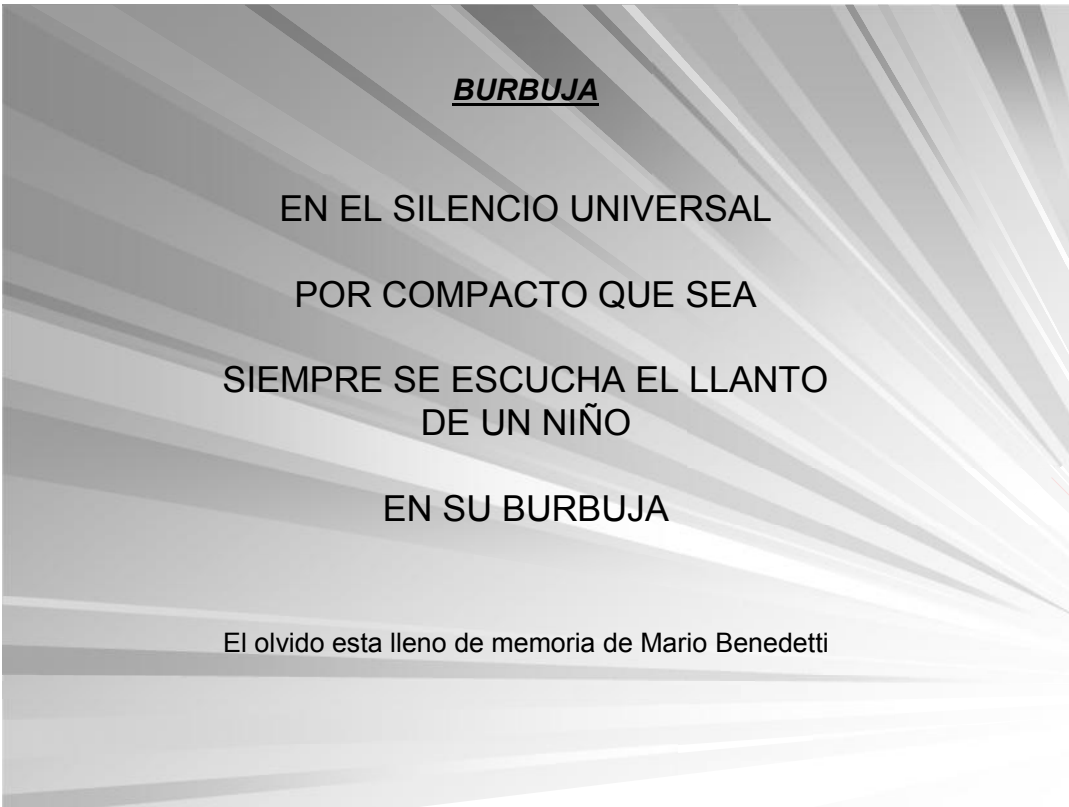 BURBUJA
EN EL SILENCIO UNIVERSAL
POR COMPACTO QUE SEA
SIEMPRE SE ESCUCHA EL LLANTO
DE UN NIÑO
EN SU BURBUJA
El olvido esta lleno de memoria de Mario Benedetti